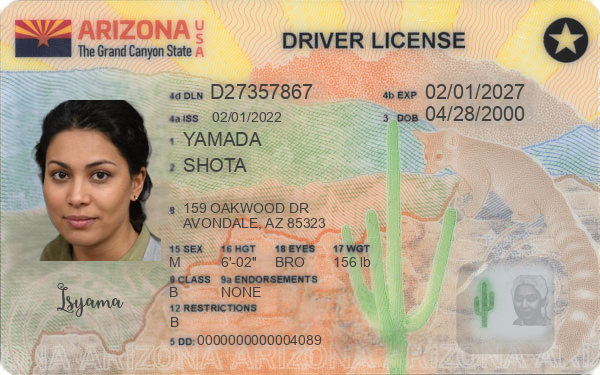 ARIZONA USA
The Grand Canyon State
DRIVER LICENSE
4d DLN D27357867
4b EXP 02/01/2027
4a ISS 02/01/2022
3 DOB 04/28/2000
1 YAMADA
2 SHOTA
8 159 OAKWOOD DR
AVONDALE, AZ 85323
15 SEX 16 HGT 18 EYES 17 WGT
M 6'-02" BRO 156 lb
9 CLASS 9a ENDORSEMENTS
B NONE
12 RESTRICTIONS
B
5 DD: 0000000000004089
Isyama
ARIZONA ARIZONA ARIZONA ARIZONA